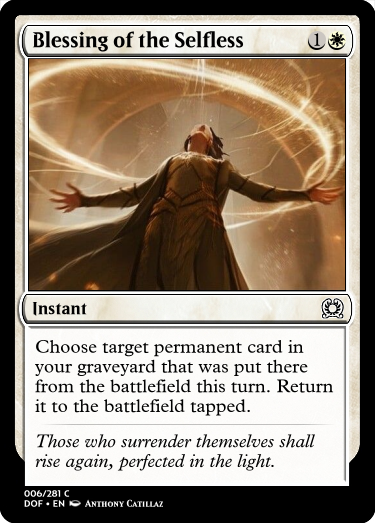 Blessing of the Selfless 1
Instant
Choose target permanent card in
your graveyard that was put there
from the battlefield this turn. Return
it to the battlefield tapped.
Those who surrender themselves shall
rise again, perfected in the light.
006/281 C
DOF • EN Anthony Catillaz